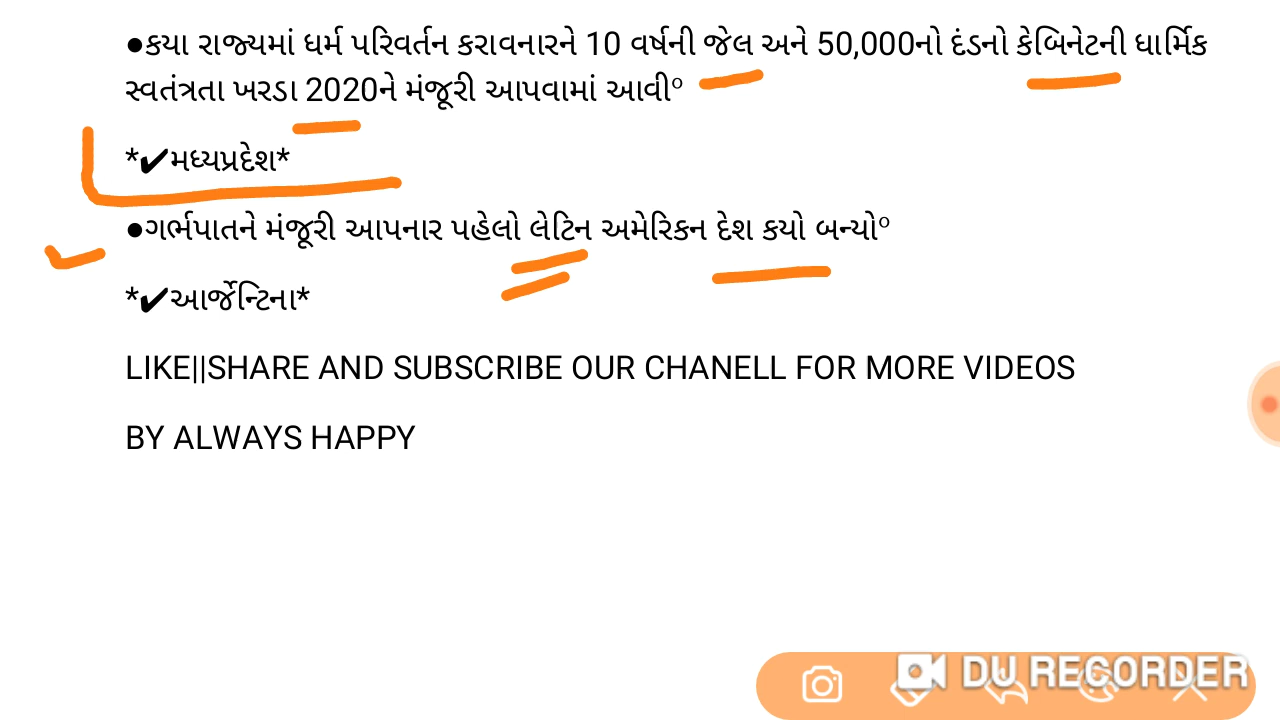 ●કયા રાજ્યમાં ધર્મ પરિવર્તન કરાવનારને 10 વર્ષની જેલ અને 50,000નો દંડનો કેબિનેટની ધાર્મિક
સ્વતંત્રતા ખરડા 2020ને મંજૂરી આપવામાં આવીº
*✔મધ્યપ્રદેશ*
●ગર્ભપાતને મંજૂરી આપનાર પહેલો લેટિન અમેરિકન દેશ કયો બન્યોº
*✔આર્જેન્ટિના*
LIKE||SHARE AND SUBSCRIBE OUR CHANELL FOR MORE VIDEOS
BY ALWAYS HAPPY
DU RECORDER